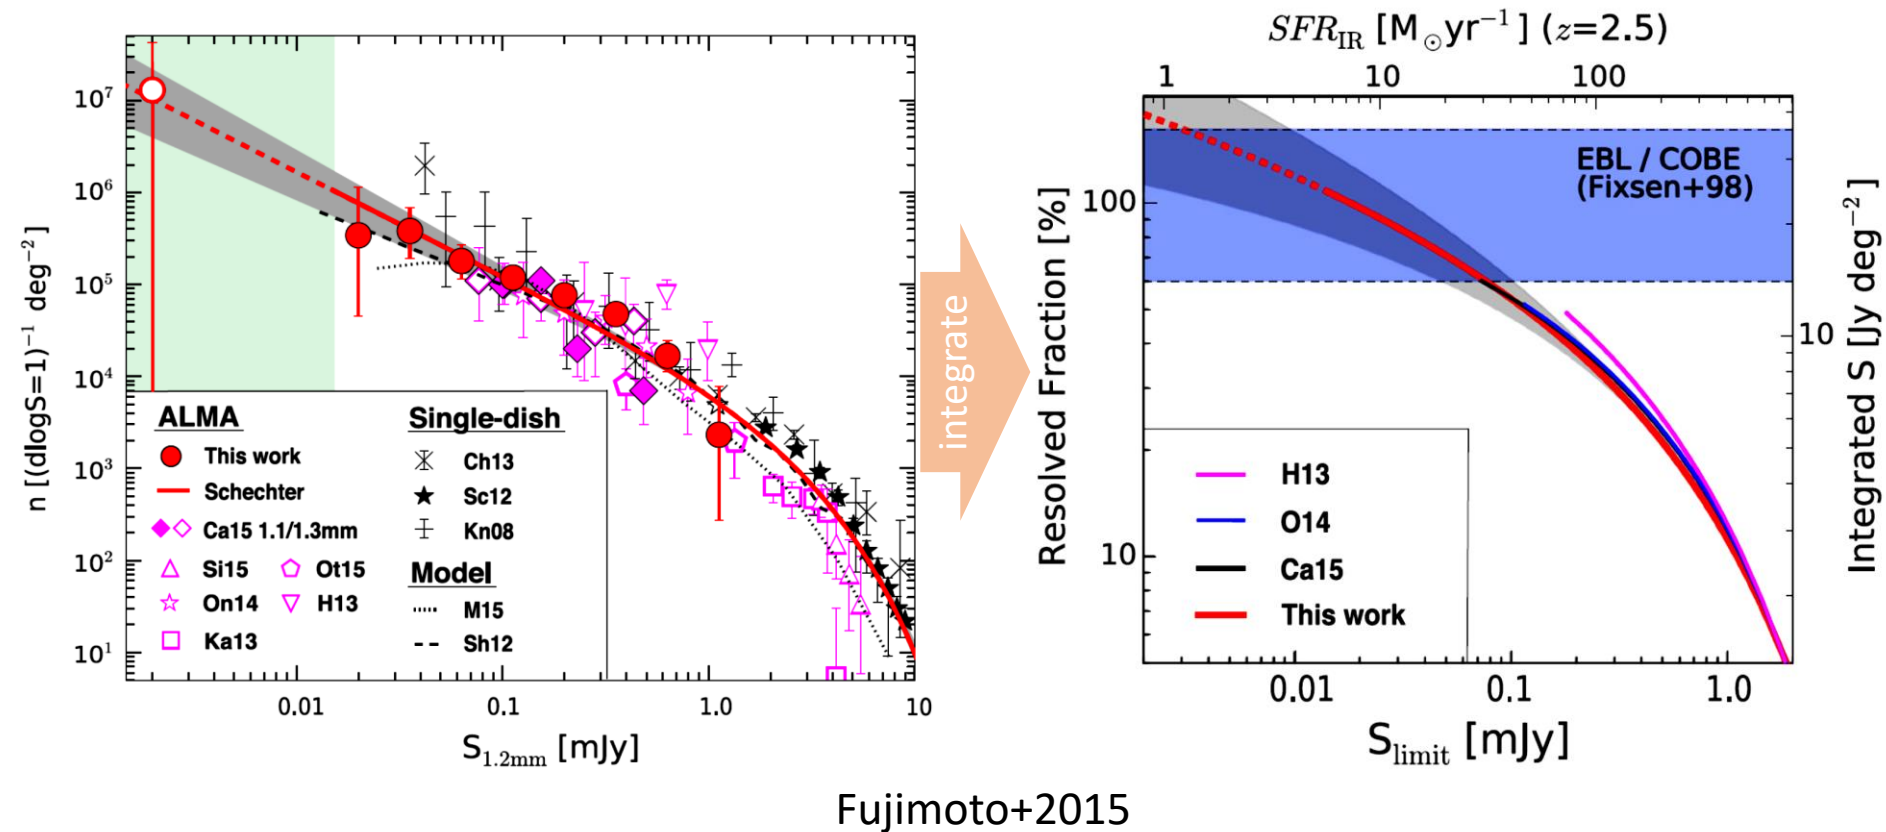 n [(dlogS=1)⁻¹ deg⁻²]
10⁷
10⁶
10⁵
10⁴
10³
10²
10¹
0.01 0.1 1.0 10
S₁.₂mm [mJy]
ALMA
This work
Schechter
Ca15 1.1/1.3mm
Si15 Ot15
On14 H13
Ka13
Single-dish
Ch13
Sc12
Kn08
Model
M15
Sh12
integrate
SFR_IR [M⊙yr⁻¹] (z=2.5)
1 10 100
Resolved Fraction [%]
100
10
EBL / COBE
(Fixsen+98)
H13
O14
Ca15
This work
10
Integrated S [Jy deg⁻²]
0.01 0.1 1.0
S_limit [mJy]
Fujimoto+2015